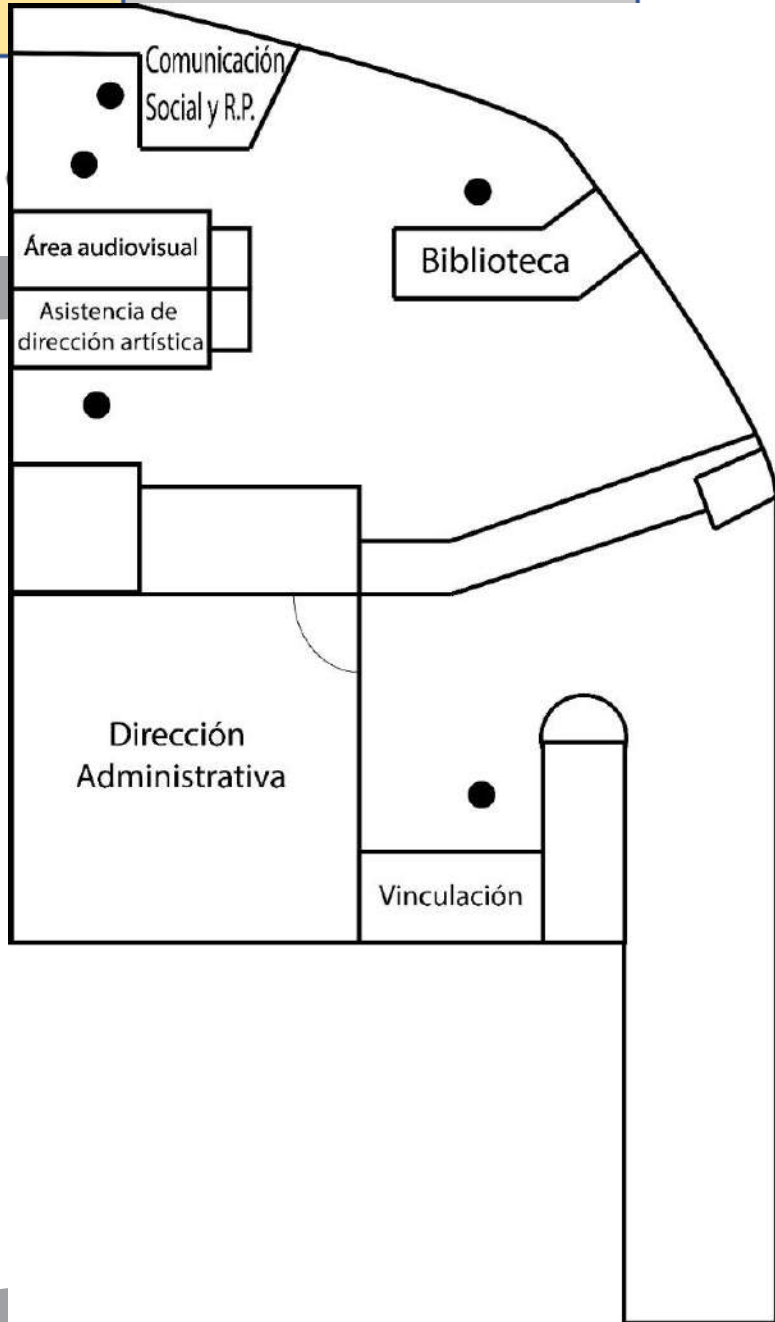 Comunicación
Social y R.P.
Área audiovisual
Asistencia de
dirección artística
Biblioteca
Dirección
Administrativa
Vinculación